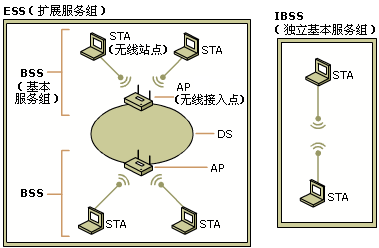 ESS(扩展服务组)
STA
(无线站点)
STA
BSS
(基本
服务组)
AP
(无线接入点)
DS
AP
BSS
STA
STA
IBSS
(独立基本服务组)
STA
STA